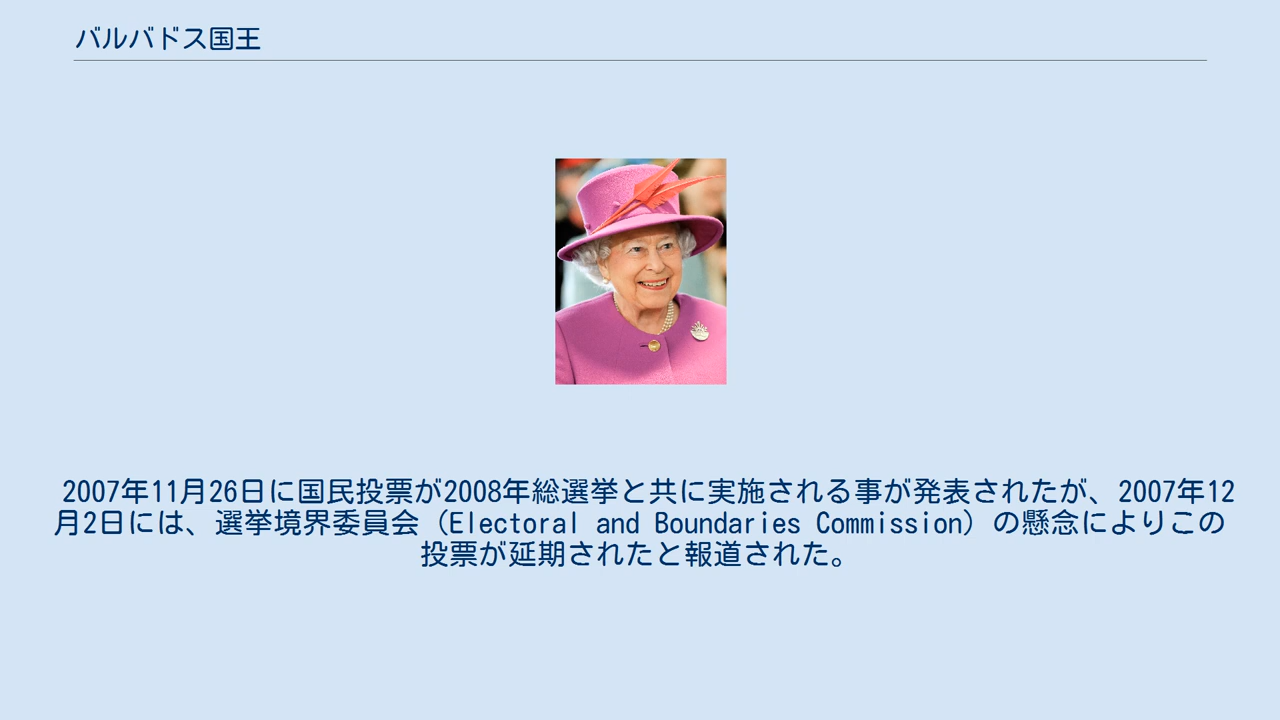 バルバドス国王
2007年11月26日に国民投票が2008年総選挙と共に実施される事が発表されたが、2007年12
月2日には、選挙境界委員会（Electoral and Boundaries Commission）の懸念によりこの
投票が延期されたと報道された。